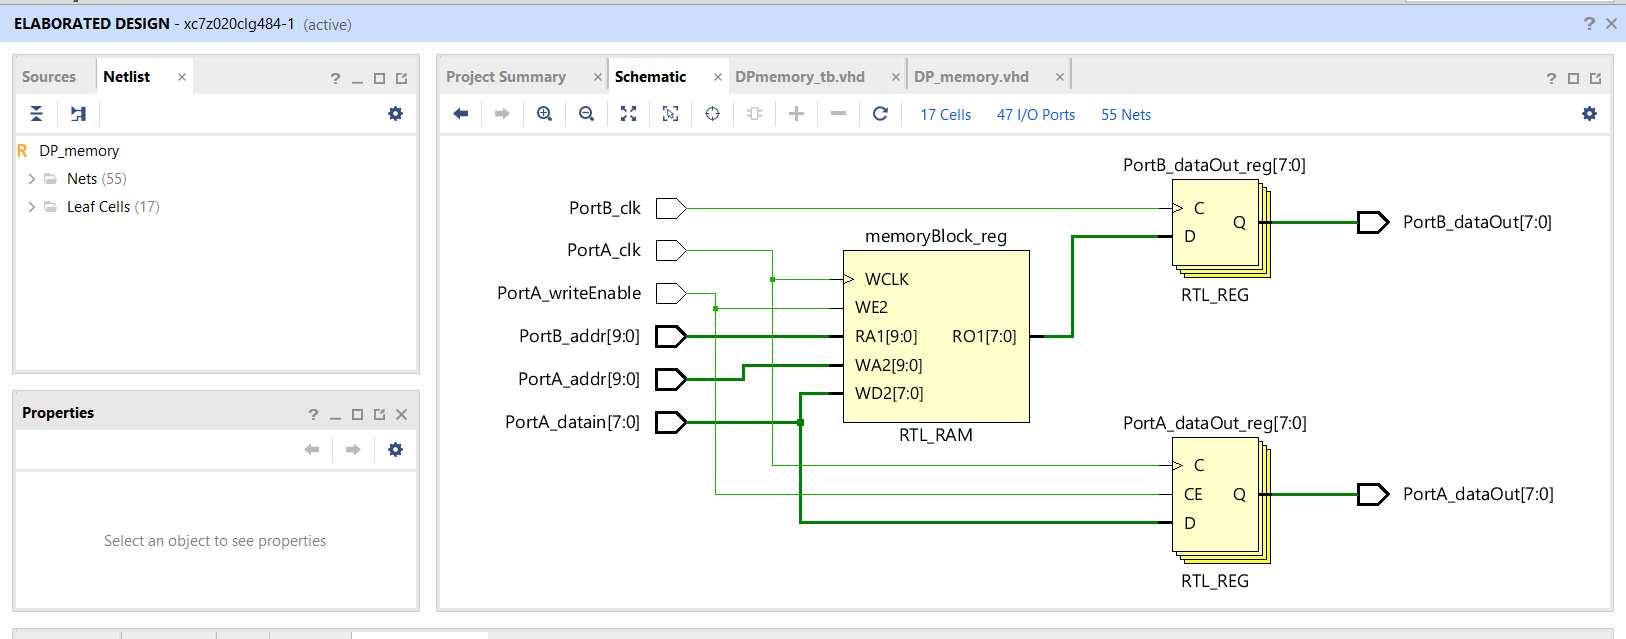 ELABORATED DESIGN - xc7z020clg484-1 (active)
Sources
Netlist
DP_memory
Nets (55)
Leaf Cells (17)
Properties
Select an object to see properties
Project Summary
Schematic
DPmemory_tb.vhd
DP_memory.vhd
17 Cells
47 I/O Ports
55 Nets
PortB_dataOut_reg[7:0]
PortB_clk
C
Q
D
PortB_dataOut[7:0]
RTL_REG
memoryBlock_reg
PortA_clk
WCLK
PortA_writeEnable
WE2
PortB_addr[9:0]
RA1[9:0]
RO1[7:0]
PortA_addr[9:0]
WA2[9:0]
WD2[7:0]
PortA_datain[7:0]
RTL_RAM
PortA_dataOut_reg[7:0]
C
CE
Q
D
PortA_dataOut[7:0]
RTL_REG